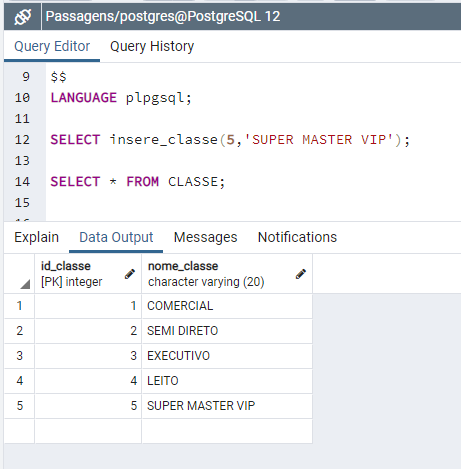 Passagens/postgres@PostgreSQL 12
Query Editor Query History
9 $$
10 LANGUAGE plpgsql;
11
12 SELECT insere_classe(5,'SUPER MASTER VIP');
13
14 SELECT * FROM CLASSE;
15
Explain Data Output Messages Notifications
id_classe nome_classe
[PK] integer character varying (20)
1 1 COMERCIAL
2 2 SEMI DIRETO
3 3 EXECUTIVO
4 4 LEITO
5 5 SUPER MASTER VIP